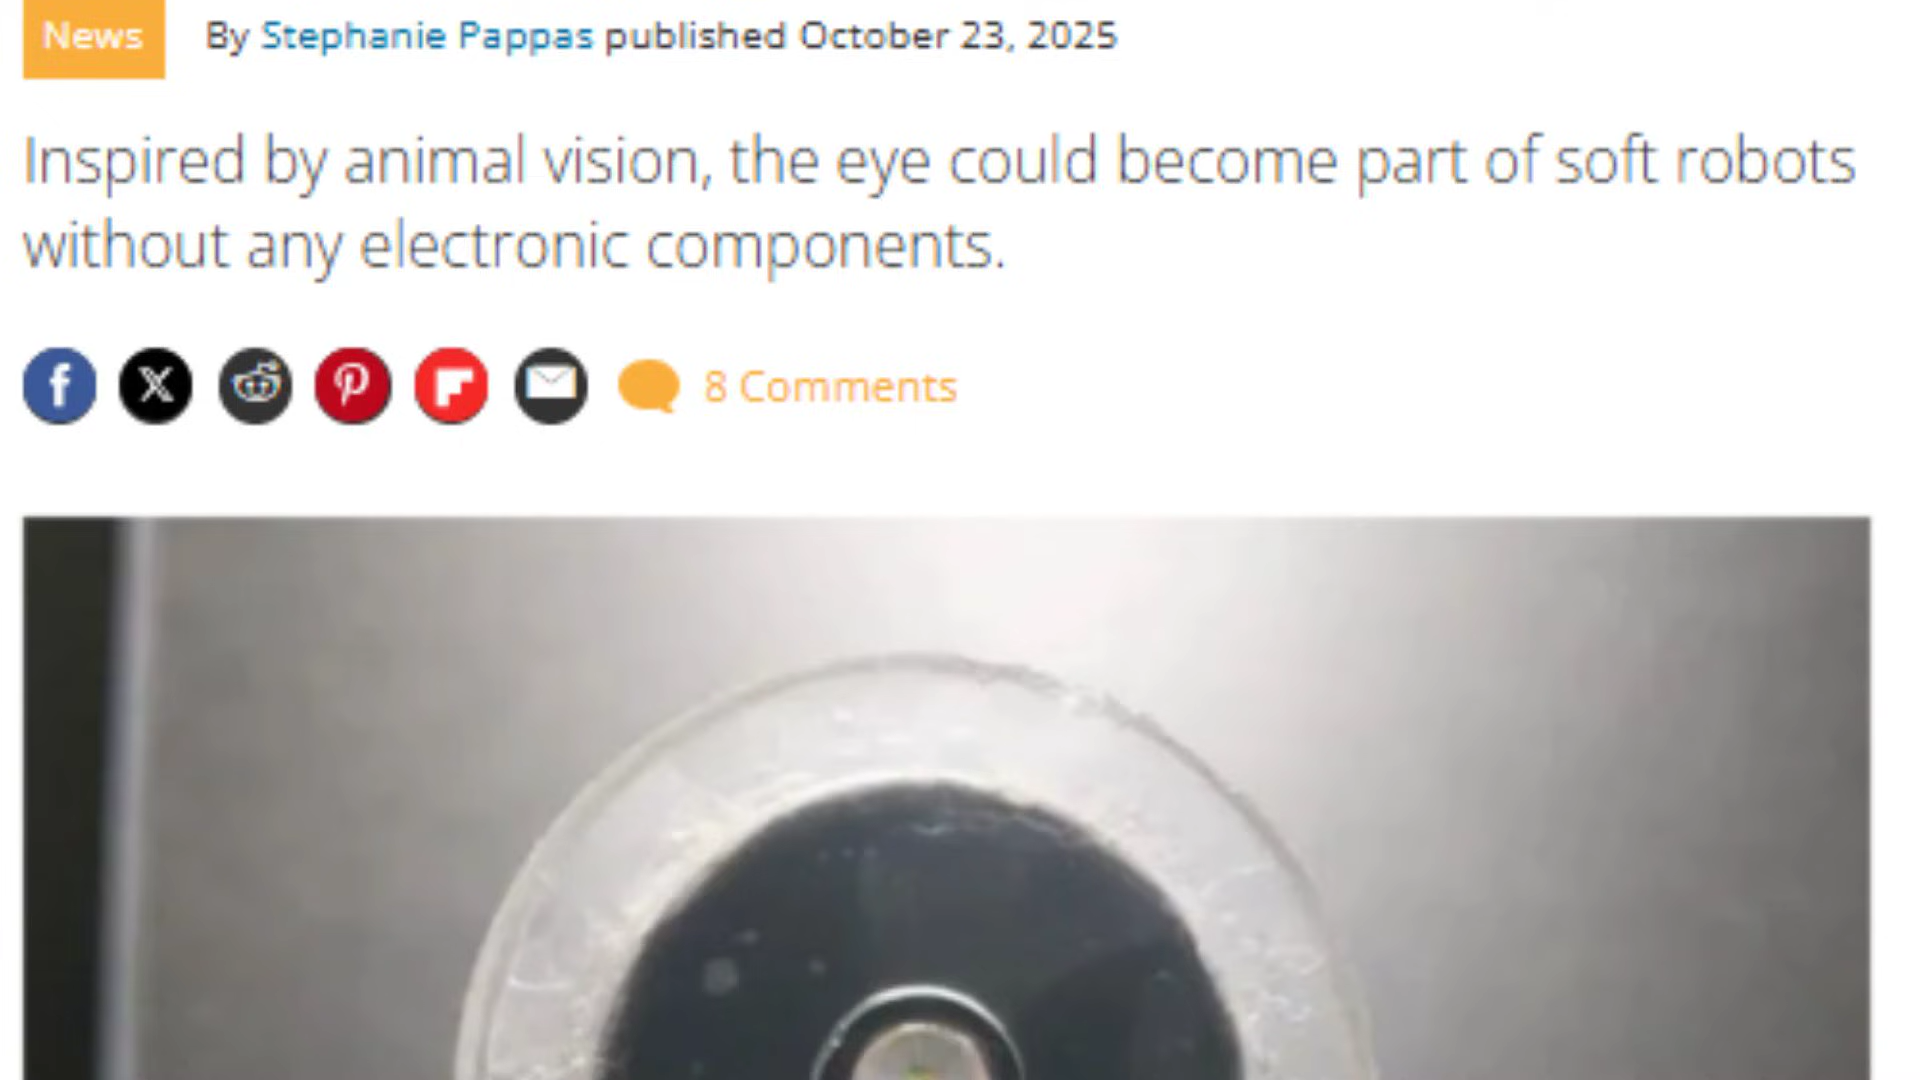 News
By Stephanie Pappas published October 23, 2025
Inspired by animal vision, the eye could become part of soft robots
without any electronic components.
8 Comments